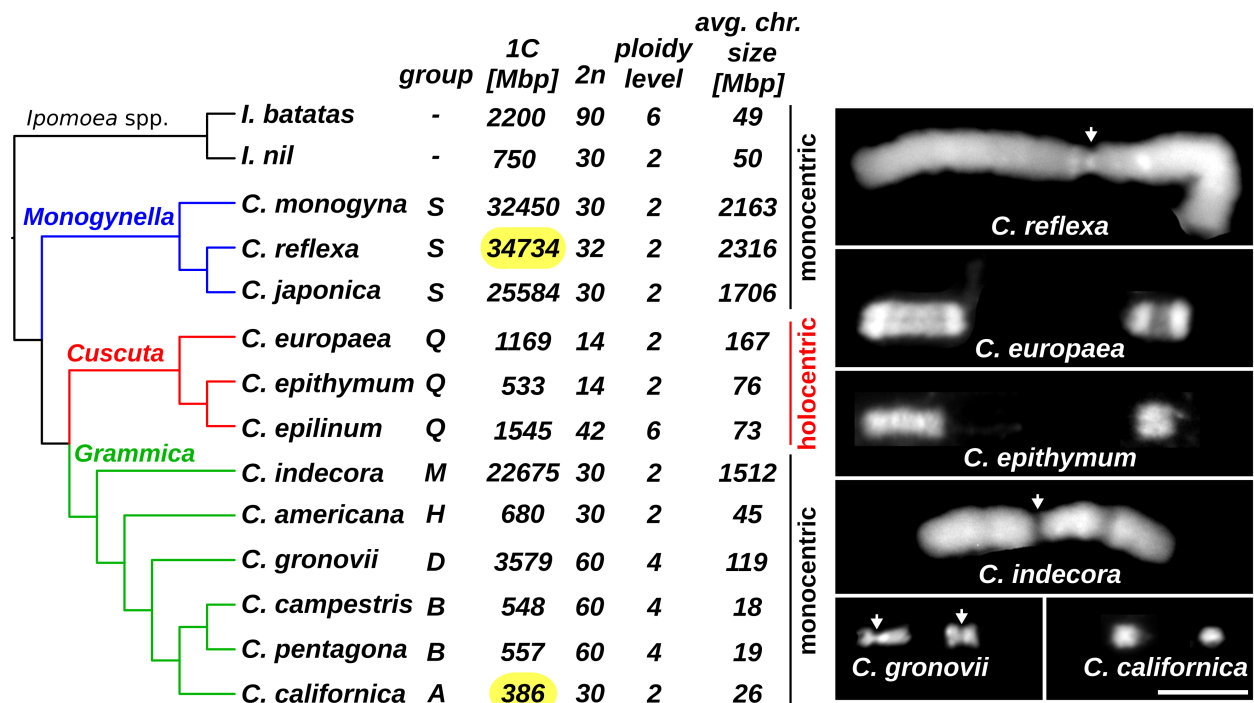 avg. chr.
1C ploidy size
group [Mbp] 2n level [Mbp]
Ipomoea spp.
I. batatas - 2200 90 6 49
I. nil - 750 30 2 50
Monogynella
C. monogyna S 32450 30 2 2163
C. reflexa S 34734 32 2 2316
C. japonica S 25584 30 2 1706
monocentric
Cuscuta
C. europaea Q 1169 14 2 167
C. epithymum Q 533 14 2 76
C. epilinum Q 1545 42 6 73
holocentric
Grammica
C. indecora M 22675 30 2 1512
C. americana H 680 30 2 45
C. gronovii D 3579 60 4 119
C. campestris B 548 60 4 18
C. pentagona B 557 60 4 19
C. californica A 386 30 2 26
monocentric
C. reflexa
C. europaea
C. epithymum
C. indecora
C. gronovii
C. californica